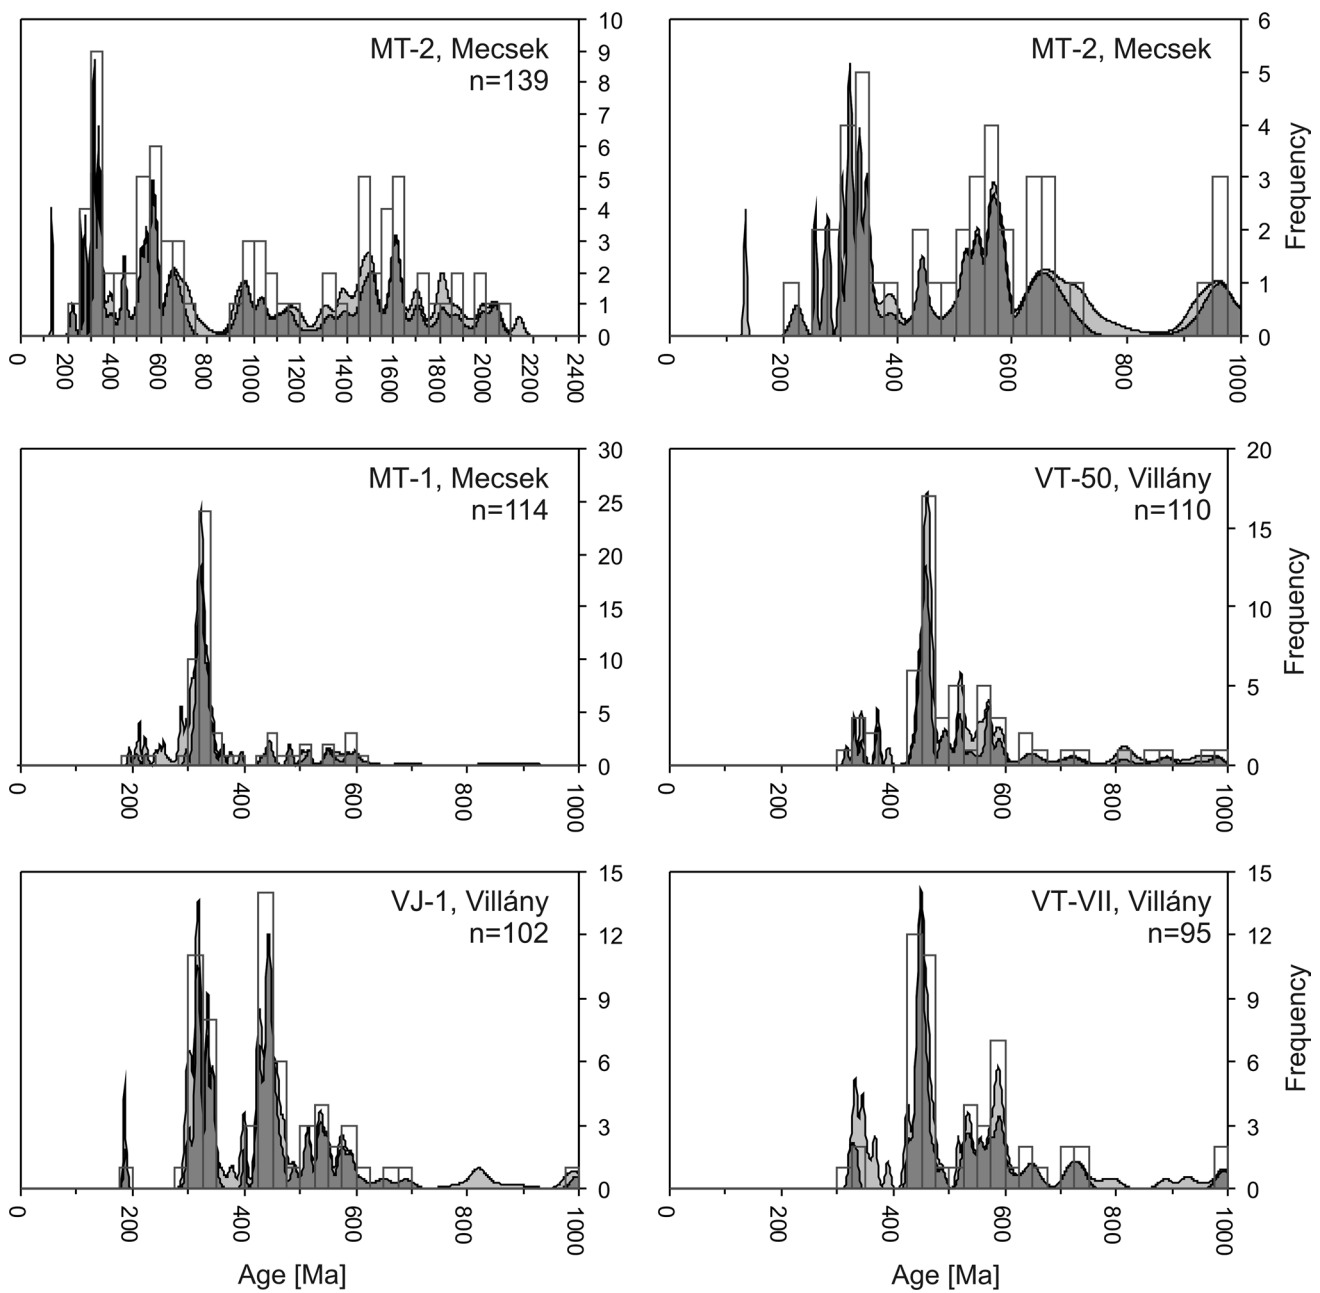 MT-2, Mecsek
n=139
10
9
8
7
6
5
4
3
2
1
0
0 200 400 600 800 1000 1200 1400 1600 1800 2000 2200 2400
MT-2, Mecsek
6
5
4
3
2
1
0
Frequency
0 200 400 600 800 1000
MT-1, Mecsek
n=114
30
25
20
15
10
5
0
0 200 400 600 800 1000
VT-50, Villány
n=110
20
15
10
5
0
Frequency
0 200 400 600 800 1000
VJ-1, Villány
n=102
15
12
9
6
3
0
0 200 400 600 800 1000
Age [Ma]
VT-VII, Villány
n=95
15
12
9
6
3
0
Frequency
0 200 400 600 800 1000
Age [Ma]